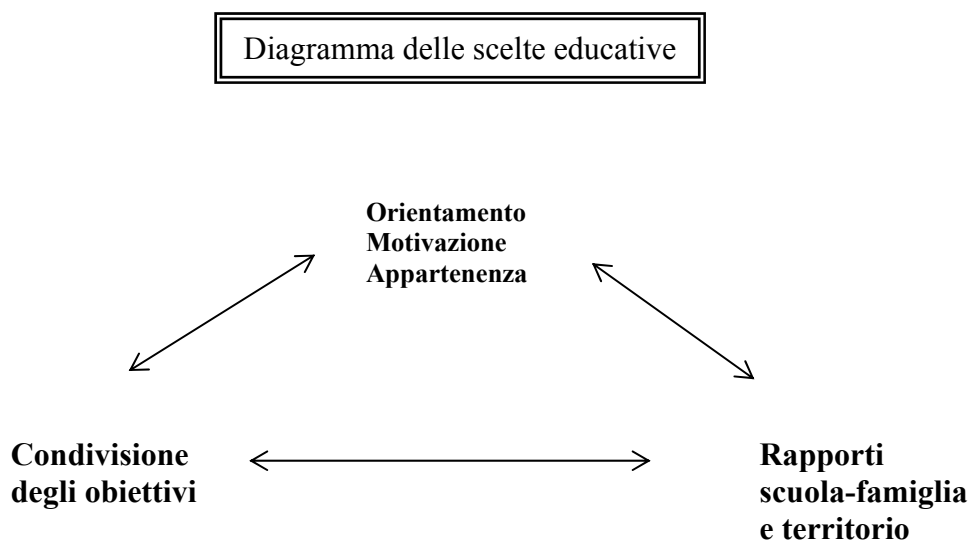 Diagramma delle scelte educative
Orientamento
Motivazione
Appartenenza
Condivisione
degli obiettivi
Rapporti
scuola-famiglia
e territorio